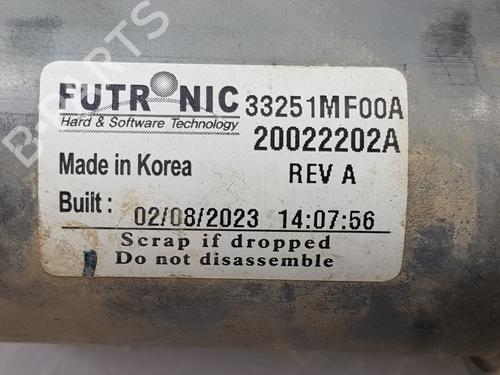 FUTRONIC 33251MF00A
Hard & Software Technology 20022202A
Made in Korea REV A
Built : 02/08/2023 14:07:56
Scrap if dropped
Do not disassemble
B-PARTS